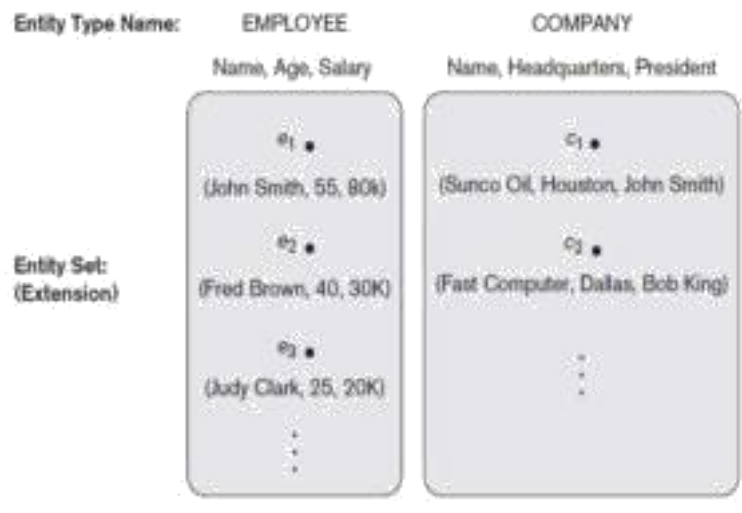 Entity Type Name: EMPLOYEE COMPANY
Name, Age, Salary Name, Headquarters, President
e1 c1
(John Smith, 55, 80k) (Sunco Oil, Houston, John Smith)
e2 c2
Entity Set:
(Extension)
(Fred Brown, 40, 30K) (Fast Computer, Dallas, Bob King)
e3
(Judy Clark, 25, 20K)